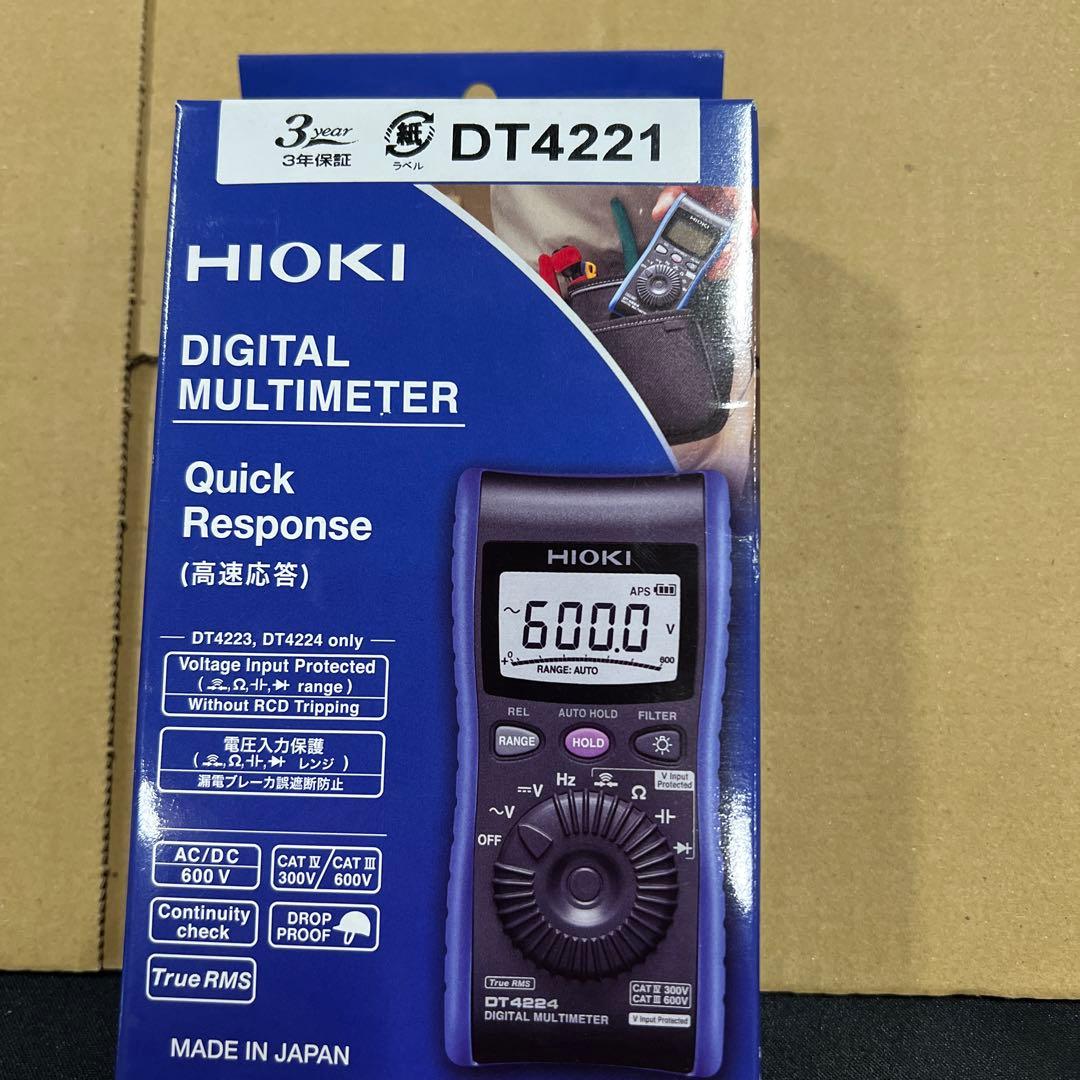 3 year
3年保証
紙
ラベル
DT4221
HIOKI
HIOKI
DIGITAL
MULTIMETER
Quick
Response
(高速応答)
DT4223, DT4224 only
Voltage Input Protected
( Ω, range )
Without RCD Tripping
電圧入力保護
( Ω, レンジ )
漏電ブレーカ誤遮断防止
AC/DC
600 V
CAT Ⅳ / CAT Ⅲ
300V 600V
Continuity
check
DROP
PROOF
True RMS
MADE IN JAPAN
HIOKI
APS
~600.0 V
+ 0 600
RANGE: AUTO
REL AUTO HOLD FILTER
RANGE HOLD
V Input
Protected
OFF ~V ⎓V Hz Ω
True RMS
DT4224
DIGITAL MULTIMETER
CAT Ⅳ 300V
CAT Ⅲ 600V
V Input Protected